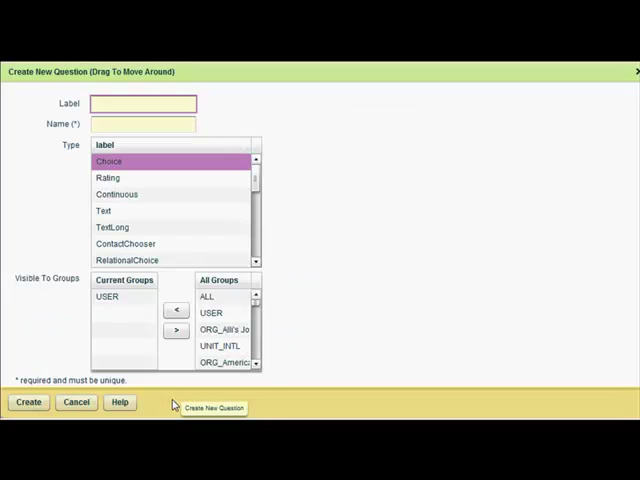 Create New Question (Drag To Move Around)
Label
Name (*)
Type
label
Choice
Rating
Continuous
Text
TextLong
ContactChooser
RelationalChoice
Visible To Groups
Current Groups
All Groups
USER
ALL
USER
ORG_Alli's Jo
UNIT_INTL
ORG_America
<
>
* required and must be unique.
Create
Cancel
Help
Create New Question